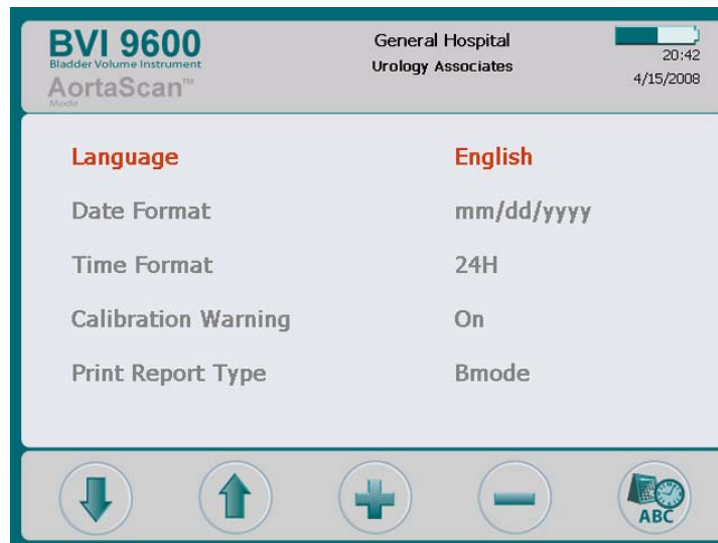 BVI 9600
Bladder Volume Instrument
AortaScan™
Mode
General Hospital
Urology Associates
20:42
4/15/2008
Language English
Date Format mm/dd/yyyy
Time Format 24H
Calibration Warning On
Print Report Type Bmode
ABC